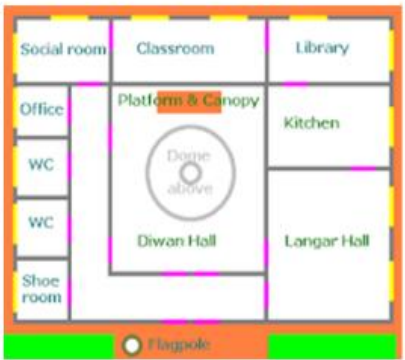 Social room
Classroom
Library
Office
Platform & Canopy
Kitchen
WC
Dome
above
WC
Diwan Hall
Langar Hall
Shoe
room
Flagpole